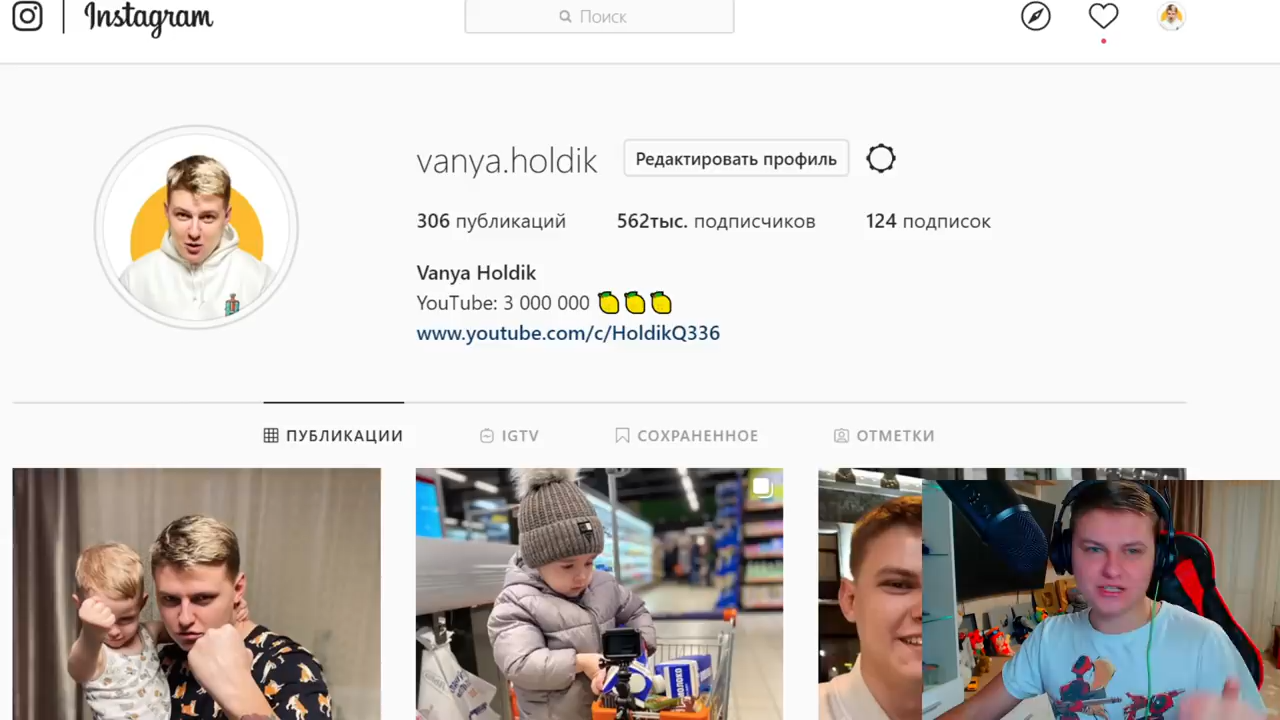 Instagram
Поиск
vanya.holdik
Редактировать профиль
306 публикаций
562тыс. подписчиков
124 подписок
Vanya Holdik
YouTube: 3 000 000 🍋🍋🍋
www.youtube.com/c/HoldikQ336
ПУБЛИКАЦИИ
IGTV
СОХРАНЕННОЕ
ОТМЕТКИ
МОЛОКО